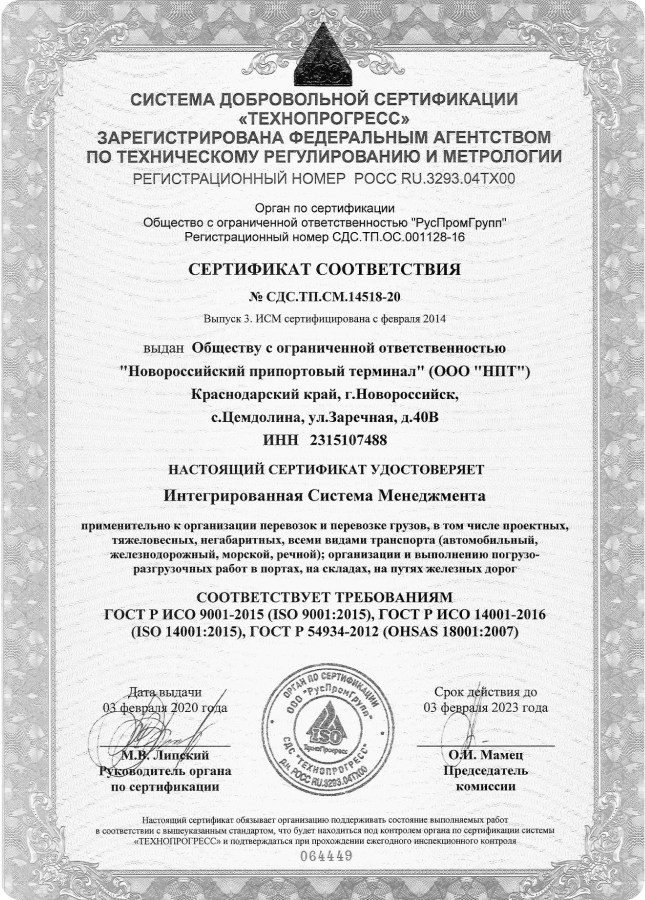 СИСТЕМА ДОБРОВОЛЬНОЙ СЕРТИФИКАЦИИ
«ТЕХНОПРОГРЕСС»
ЗАРЕГИСТРИРОВАНА ФЕДЕРАЛЬНЫМ АГЕНТСТВОМ
ПО ТЕХНИЧЕСКОМУ РЕГУЛИРОВАНИЮ И МЕТРОЛОГИИ
РЕГИСТРАЦИОННЫЙ НОМЕР РОСС RU.3293.04ТХ00
Орган по сертификации
Общество с ограниченной ответственностью "РусПромГрупп"
Регистрационный номер СДС.ТП.ОС.001128-16
СЕРТИФИКАТ СООТВЕТСТВИЯ
№ СДС.ТП.СМ.14518-20
Выпуск 3. ИСМ сертифицирована с февраля 2014
выдан Обществу с ограниченной ответственностью
"Новороссийский припортовый терминал" (ООО "НПТ")
Краснодарский край, г.Новороссийск,
с.Цемдолина, ул.Заречная, д.40В
ИНН 2315107488
НАСТОЯЩИЙ СЕРТИФИКАТ УДОСТОВЕРЯЕТ
Интегрированная Система Менеджмента
применительно к организации перевозок и перевозке грузов, в том числе проектных,
тяжеловесных, негабаритных, всеми видами транспорта (автомобильный,
железнодорожный, морской, речной); организации и выполнению погрузо-
разгрузочных работ в портах, на складах, на путях железных дорог
СООТВЕТСТВУЕТ ТРЕБОВАНИЯМ
ГОСТ Р ИСО 9001-2015 (ISO 9001:2015), ГОСТ Р ИСО 14001-2016
(ISO 14001:2015), ГОСТ Р 54934-2012 (OHSAS 18001:2007)
Дата выдачи
03 февраля 2020 года
М.В. Липский
Руководитель органа
по сертификации
ОРГАН ПО СЕРТИФИКАЦИИ
ООО "РусПромГрупп"
ISO
ТехноПрогресс
СДС "ТЕХНОПРОГРЕСС"
р.н. РОСС RU.3293.04ТХ00
Срок действия до
03 февраля 2023 года
О.И. Мамец
Председатель
комиссии
Настоящий сертификат обязывает организацию поддерживать состояние выполняемых работ
в соответствии с вышеуказанным стандартом, что будет находиться под контролем органа по сертификации системы
«ТЕХНОПРОГРЕСС» и подтверждаться при прохождении ежегодного инспекционного контроля
064449